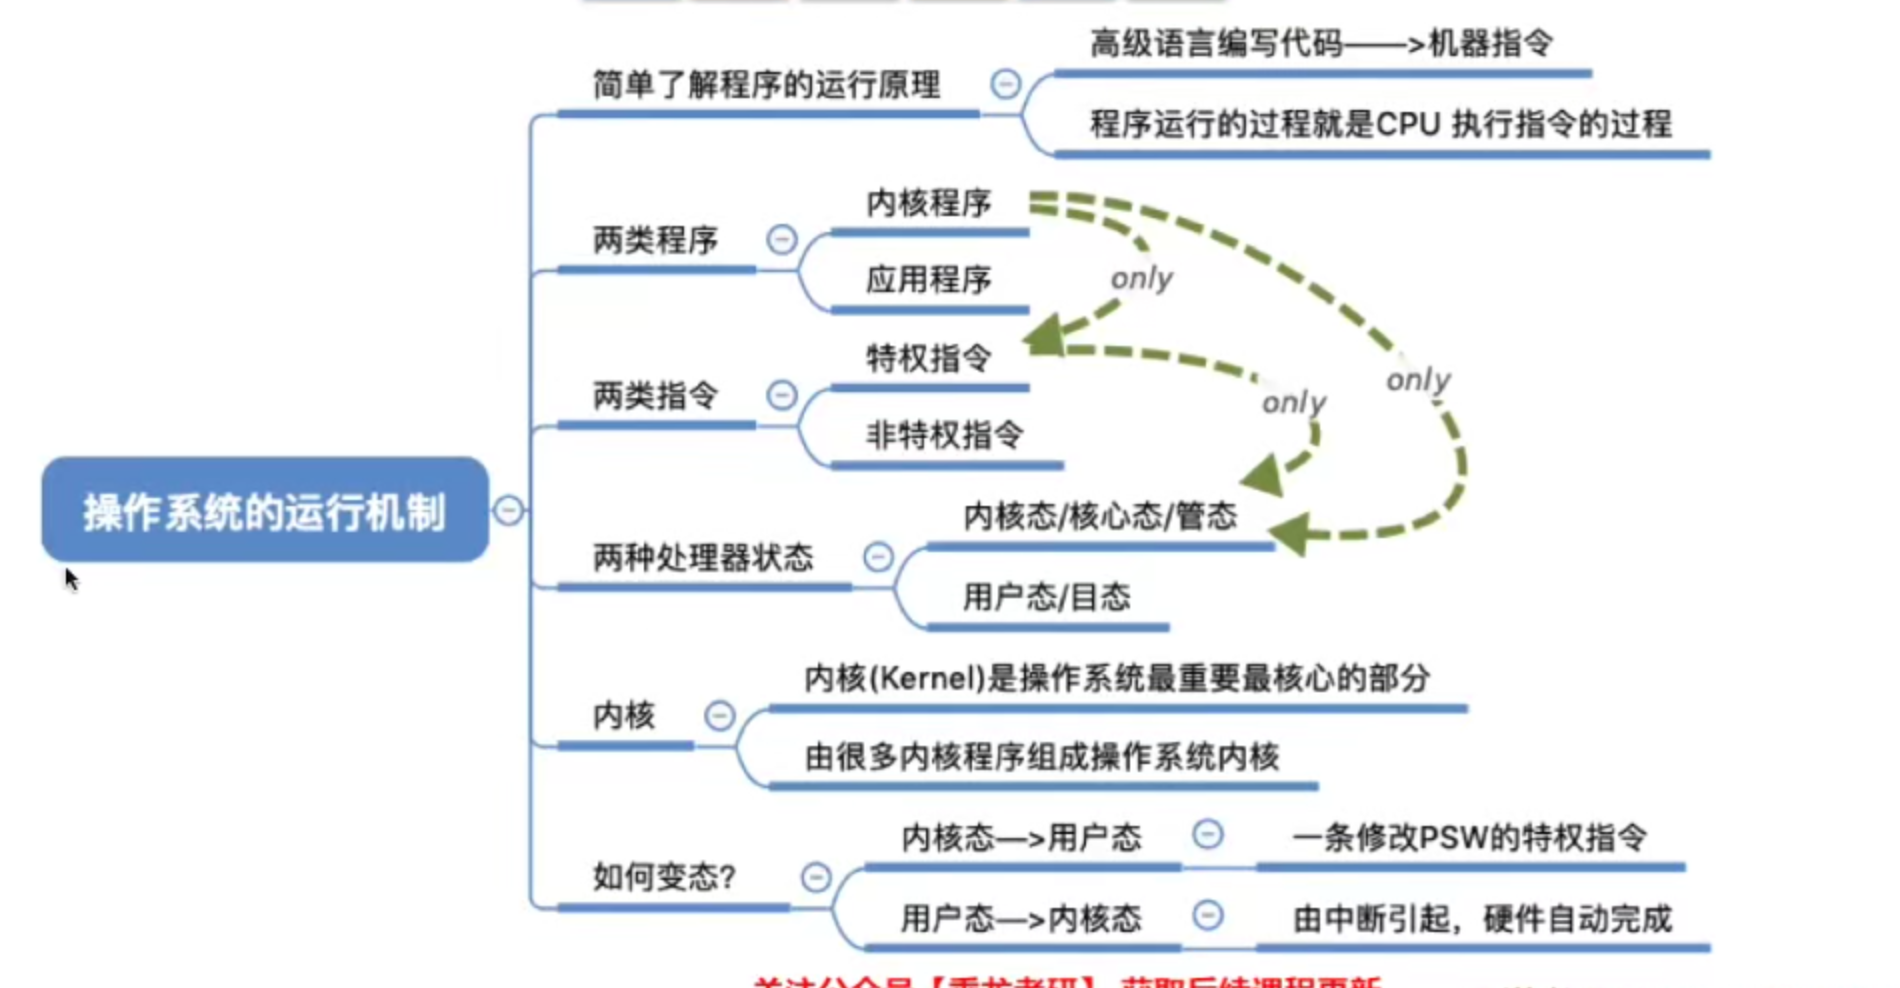 高级语言编写代码——>机器指令
简单了解程序的运行原理
程序运行的过程就是CPU 执行指令的过程
内核程序
两类程序
应用程序
only
特权指令
两类指令
非特权指令
only
only
操作系统的运行机制
内核态/核心态/管态
两种处理器状态
用户态/目态
内核(Kernel)是操作系统最重要最核心的部分
内核
由很多内核程序组成操作系统内核
内核态—>用户态
一条修改PSW的特权指令
如何变态?
用户态—>内核态
由中断引起，硬件自动完成